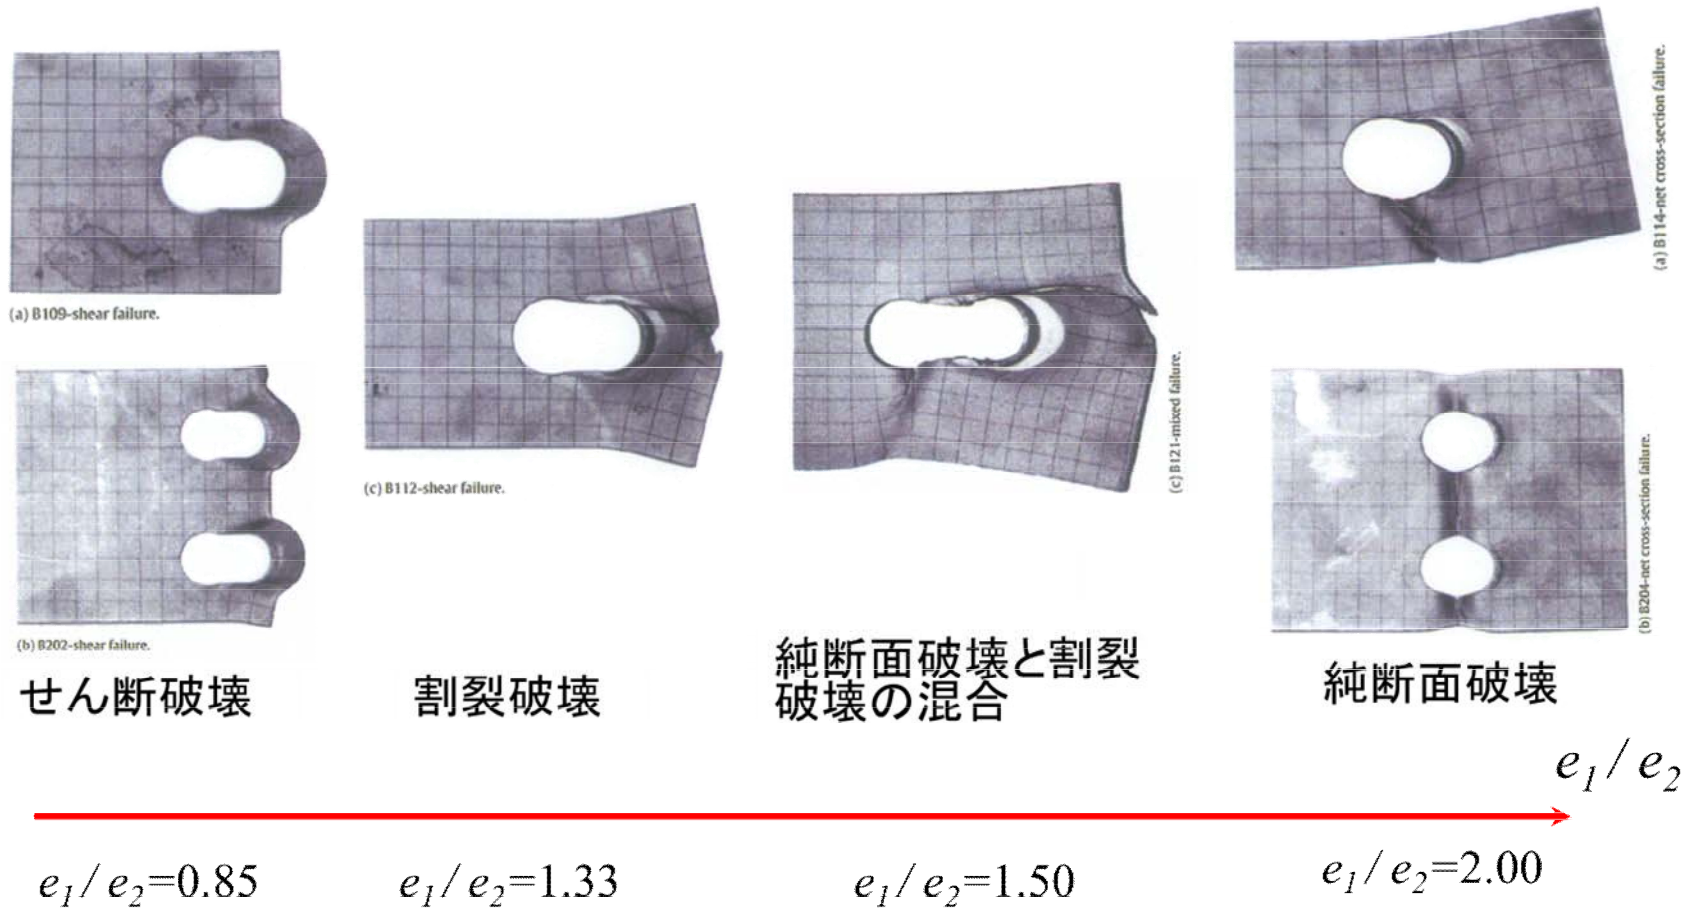 (a) B109-shear failure.
(b) B202-shear failure.
せん断破壊
(c) B112-shear failure.
割裂破壊
(c) B121-mixed failure.
純断面破壊と割裂
破壊の混合
(a) B114-net cross-section failure.
(b) B204-net cross-section failure.
純断面破壊
e1 / e2
e1 / e2=0.85
e1 / e2=1.33
e1 / e2=1.50
e1 / e2=2.00